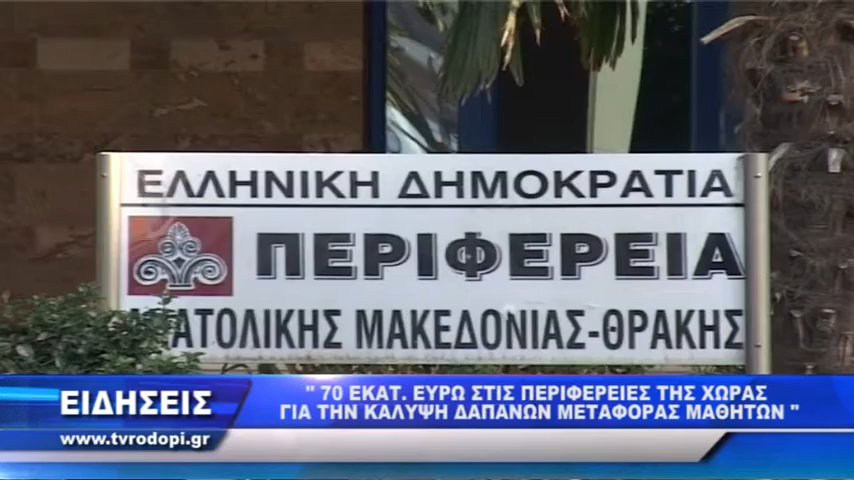 ΕΛΛΗΝΙΚΗ ΔΗΜΟΚΡΑΤΙΑ
ΠΕΡΙΦΕΡΕΙΑ
ΑΝΑΤΟΛΙΚΗΣ ΜΑΚΕΔΟΝΙΑΣ-ΘΡΑΚΗΣ
ΕΙΔΗΣΕΙΣ
www.tvrodopi.gr
" 70 ΕΚΑΤ. ΕΥΡΩ ΣΤΙΣ ΠΕΡΙΦΕΡΕΙΕΣ ΤΗΣ ΧΩΡΑΣ
ΓΙΑ ΤΗΝ ΚΑΛΥΨΗ ΔΑΠΑΝΩΝ ΜΕΤΑΦΟΡΑΣ ΜΑΘΗΤΩΝ "